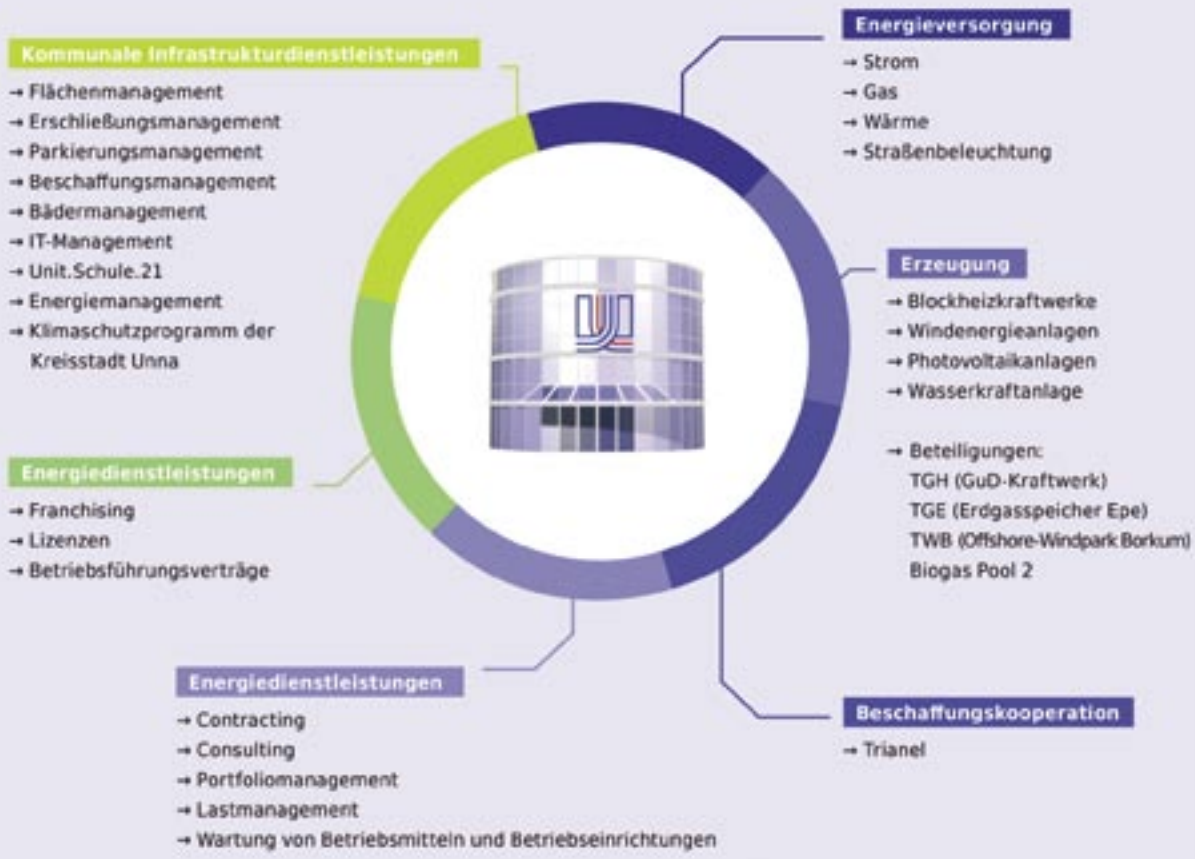 Kommunale Infrastrukturdienstleistungen
→ Flächenmanagement
→ Erschließungsmanagement
→ Parkierungsmanagement
→ Beschaffungsmanagement
→ Bädermanagement
→ IT-Management
→ Unit.Schule.21
→ Energiemanagement
→ Klimaschutzprogramm der
Kreisstadt Unna
Energiedienstleistungen
→ Franchising
→ Lizenzen
→ Betriebsführungsverträge
Energiedienstleistungen
→ Contracting
→ Consulting
→ Portfoliomanagement
→ Lastmanagement
→ Wartung von Betriebsmitteln und Betriebseinrichtungen
Energieversorgung
→ Strom
→ Gas
→ Wärme
→ Straßenbeleuchtung
Erzeugung
→ Blockheizkraftwerke
→ Windenergieanlagen
→ Photovoltaikanlagen
→ Wasserkraftanlage
→ Beteiligungen:
TGH (GuD-Kraftwerk)
TGE (Erdgasspeicher Epe)
TWB (Offshore-Windpark Borkum)
Biogas Pool 2
Beschaffungskooperation
→ Trianel